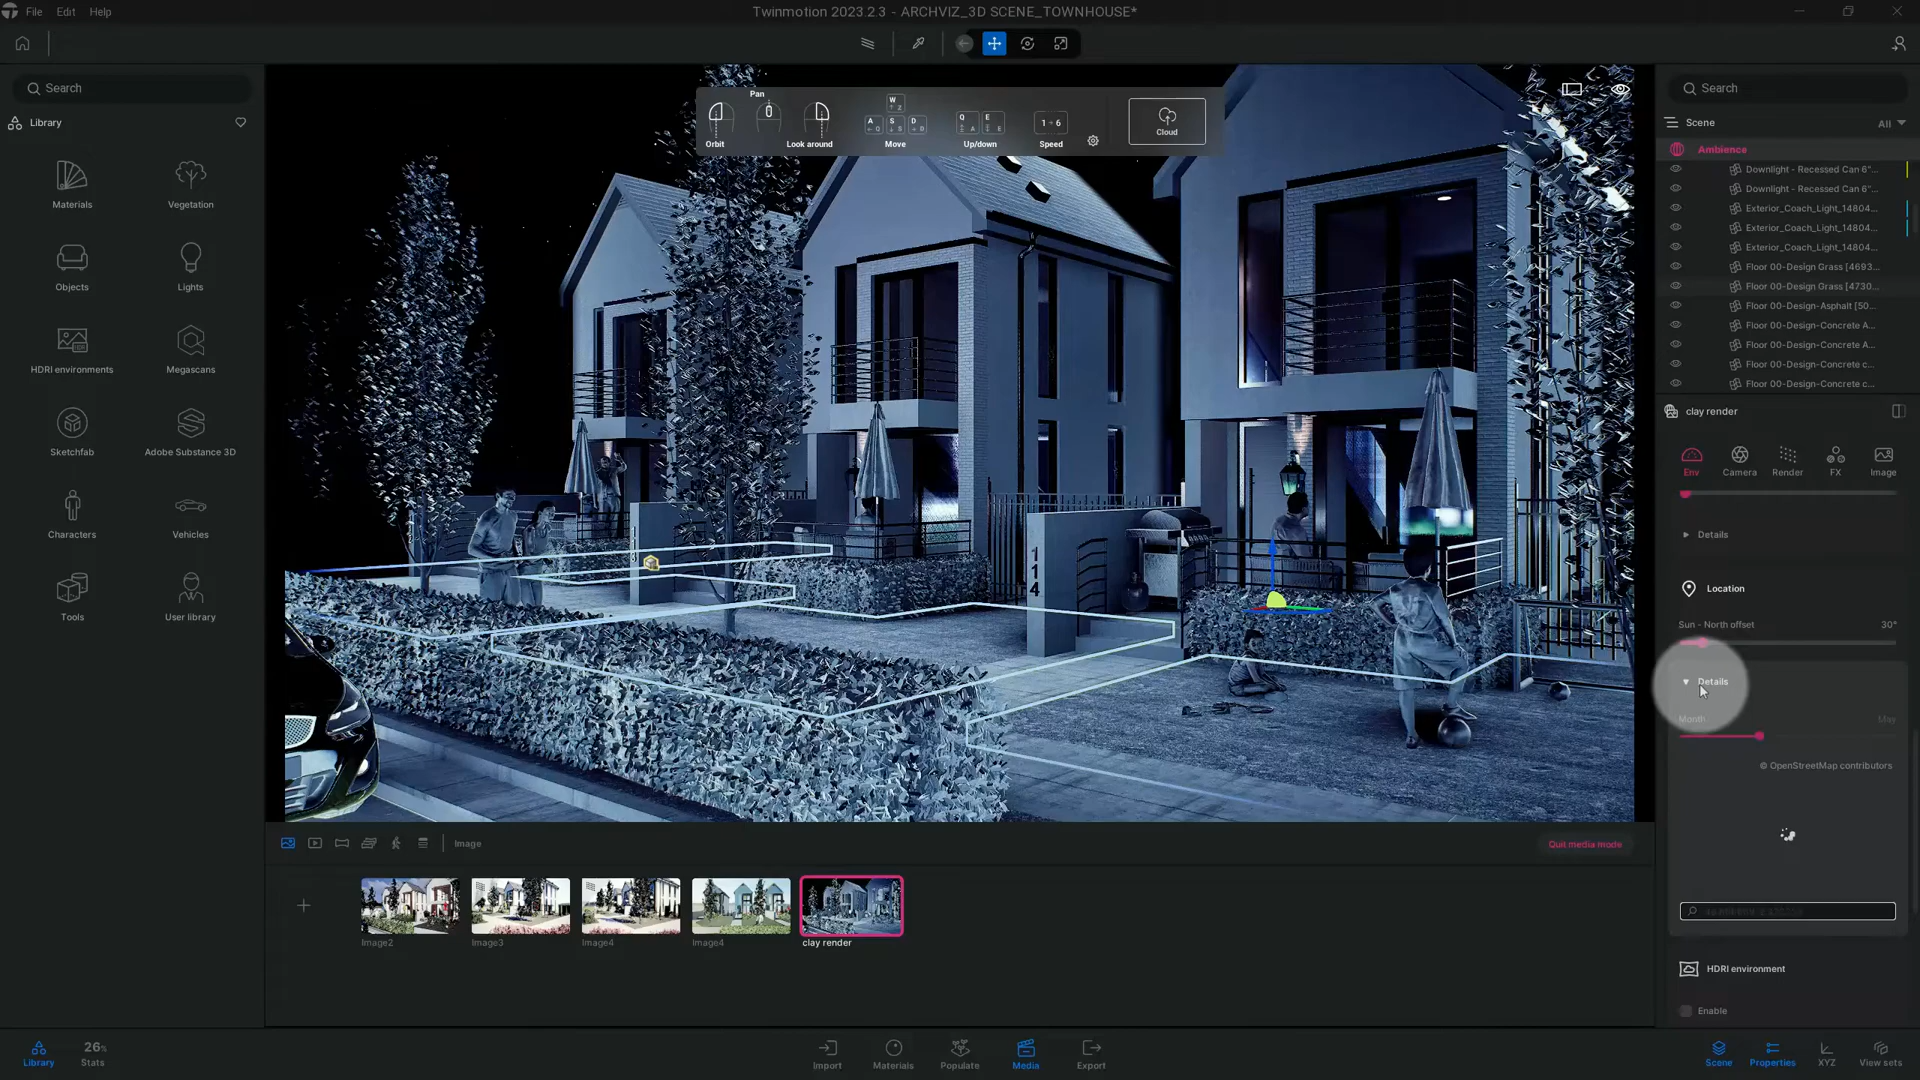 File Edit Help
Twinmotion 2023.2.3 - ARCHVIZ_3D SCENE_TOWNHOUSE*
Search
Library
Materials
Vegetation
Objects
Lights
HDRI environments
Megascans
Sketchfab
Adobe Substance 3D
Characters
Vehicles
Tools
User library
Pan
Orbit
Look around
W
A S D
Move
Q E
Up/down
1 - 6
Speed
Cloud
114
Search
Scene
All
Ambience
Downlight - Recessed Can 6"...
Downlight - Recessed Can 6"...
Exterior_Coach_Light_14804...
Exterior_Coach_Light_14804...
Exterior_Coach_Light_14804...
Floor 00-Design Grass [4693...
Floor 00-Design Grass [4730...
Floor 00-Design-Asphalt [50...
Floor 00-Design-Concrete A...
Floor 00-Design-Concrete A...
Floor 00-Design-Concrete c...
Floor 00-Design-Concrete c...
clay render
Env Camera Render FX Image
Details
Location
Sun - North offset 30°
Details
Month May
© OpenStreetMap contributors
HDRI environment
Enable
Image
Quit media mode
Image2
Image3
Image4
Image4
clay render
Library
26%
Stats
Import
Materials
Populate
Media
Export
Scene
Properties
XYZ
View sets